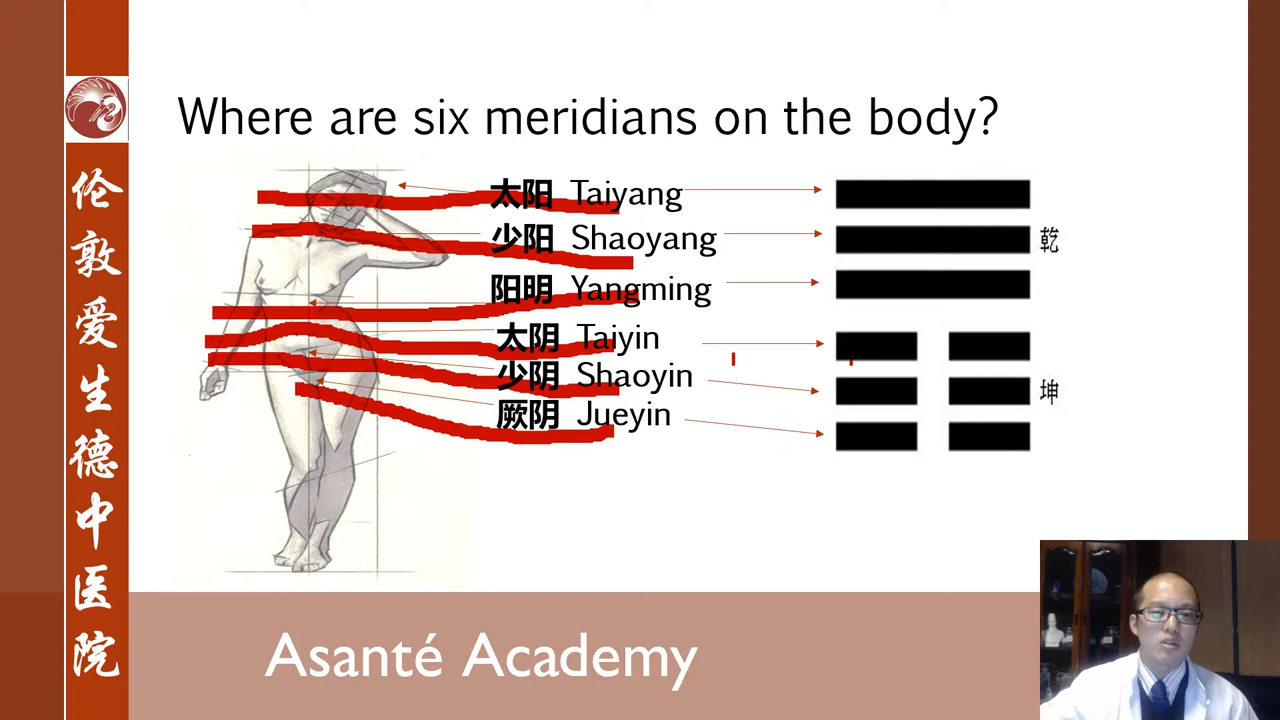 Where are six meridians on the body?
太阳 Taiyang
少阳 Shaoyang
乾
阳明 Yangming
太阴 Taiyin
少阴 Shaoyin
坤
厥阴 Jueyin
伦敦爱生德中医院
Asanté Academy